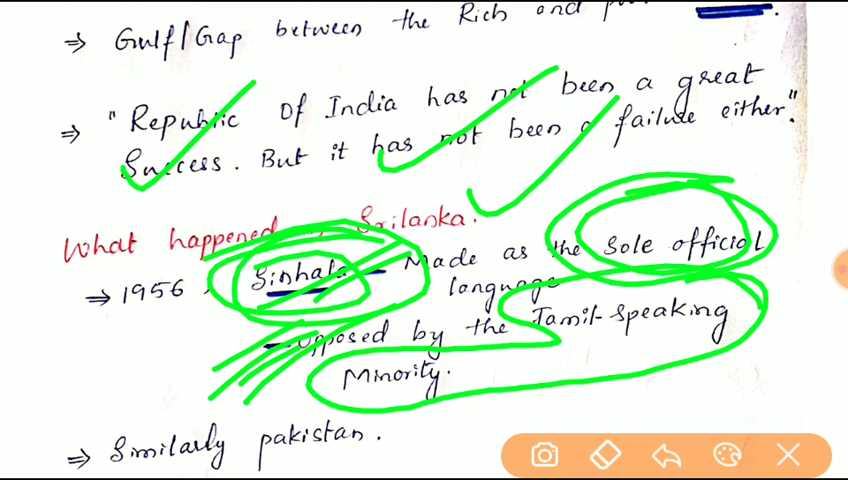 ⇒ Gulf/Gap between the Rich and
⇒ "Republic Of India has not been a great
Success. But it has not been a failure either."
What happened Srilanka.
⇒ 1956 Sinhala - Made as the Sole official
language
- opposed by the Tamil-speaking
Minority.
⇒ Similarly pakistan.